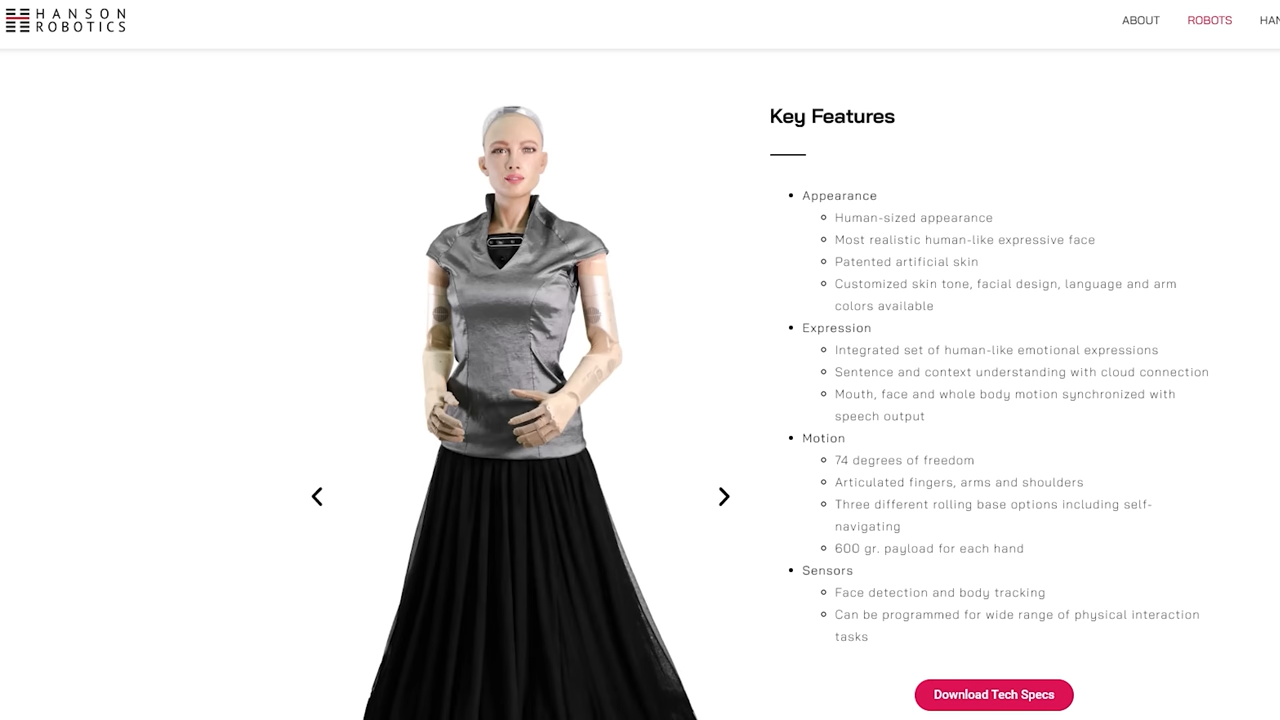 HANSON
ROBOTICS
ABOUT
ROBOTS
HAN
Key Features
Appearance
Human-sized appearance
Most realistic human-like expressive face
Patented artificial skin
Customized skin tone, facial design, language and arm
colors available
Expression
Integrated set of human-like emotional expressions
Sentence and context understanding with cloud connection
Mouth, face and whole body motion synchronized with
speech output
Motion
74 degrees of freedom
Articulated fingers, arms and shoulders
Three different rolling base options including self-
navigating
600 gr. payload for each hand
Sensors
Face detection and body tracking
Can be programmed for wide range of physical interaction
tasks
Download Tech Specs